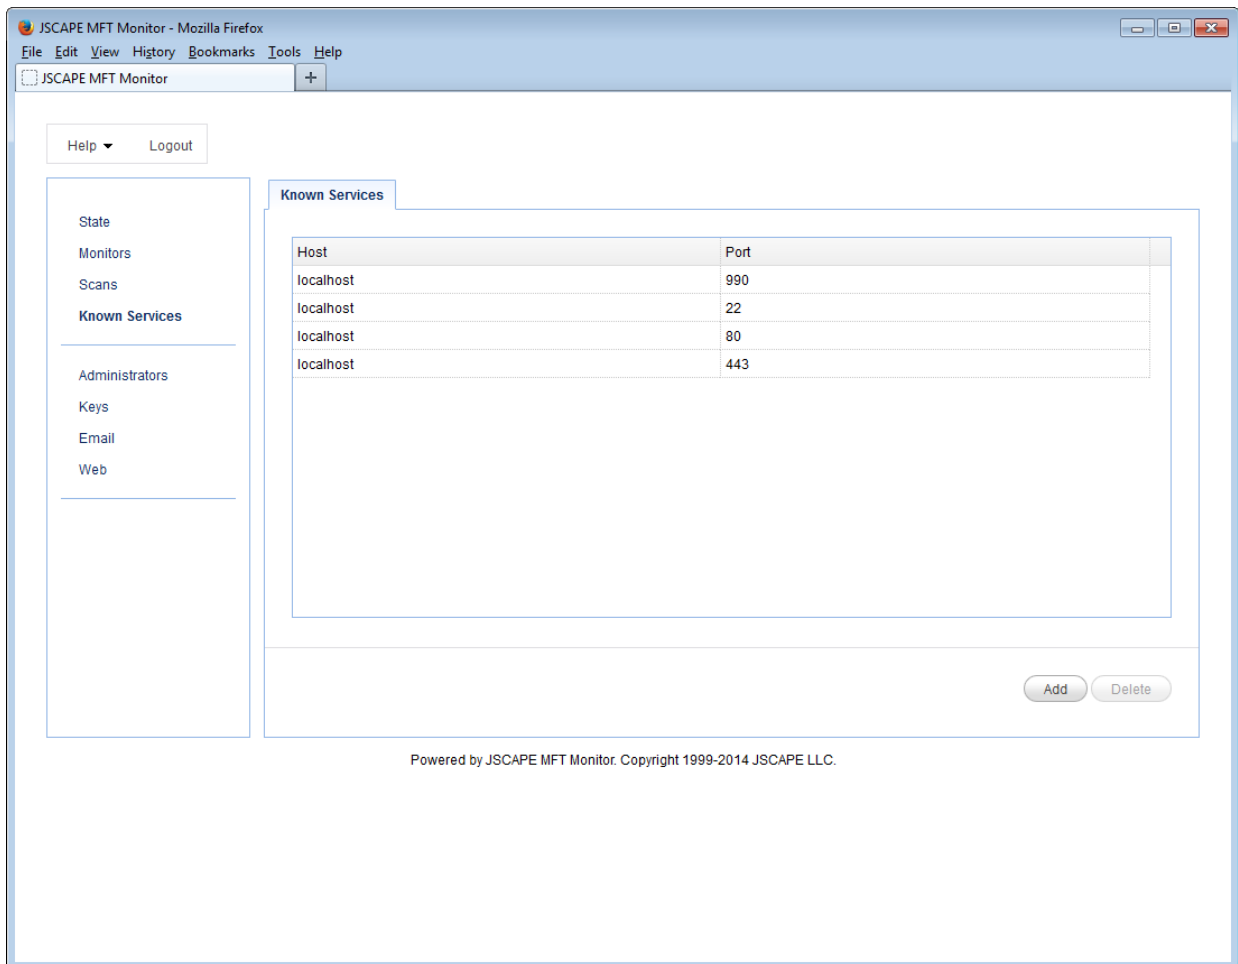 JSCAPE MFT Monitor - Mozilla Firefox
File Edit View History Bookmarks Tools Help
JSCAPE MFT Monitor
Help Logout
State
Monitors
Scans
Known Services
Administrators
Keys
Email
Web
Known Services
Host Port
localhost 990
localhost 22
localhost 80
localhost 443
Add Delete
Powered by JSCAPE MFT Monitor. Copyright 1999-2014 JSCAPE LLC.